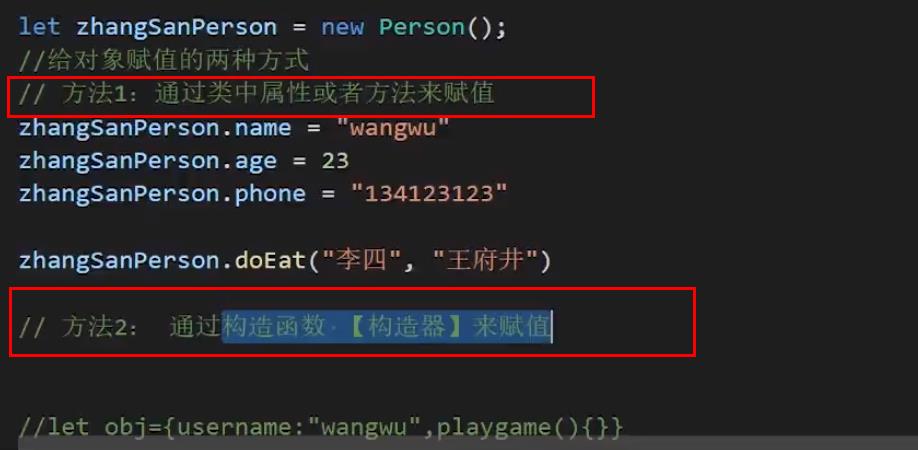 let zhangSanPerson = new Person();
//给对象赋值的两种方式
// 方法1：通过类中属性或者方法来赋值
zhangSanPerson.name = "wangwu"
zhangSanPerson.age = 23
zhangSanPerson.phone = "134123123"
zhangSanPerson.doEat("李四", "王府井")
// 方法2： 通过构造函数 【构造器】来赋值
//let obj={username:"wangwu",playgame(){}}